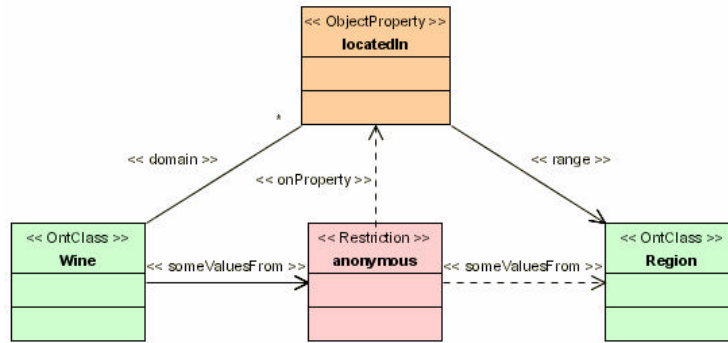 << ObjectProperty >>
locatedIn
*
<< domain >>
<< onProperty >>
<< range >>
<< OntClass >>
Wine
<< someValuesFrom >>
<< Restriction >>
anonymous
<< someValuesFrom >>
<< OntClass >>
Region